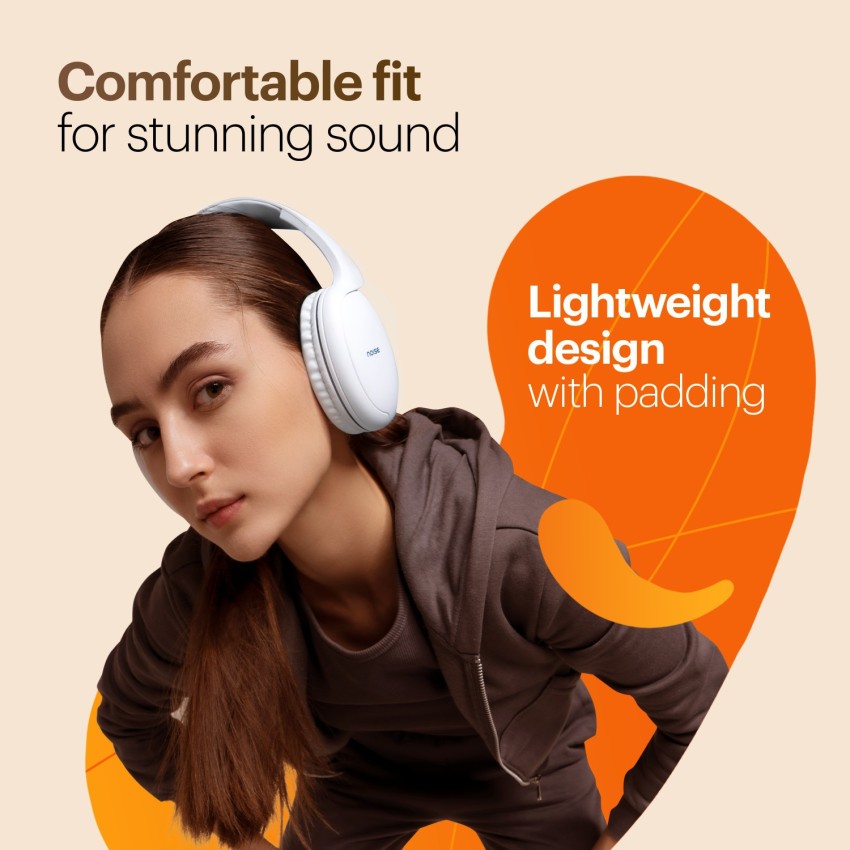 Comfortable fit
for stunning sound
Lightweight
design
with padding
noise